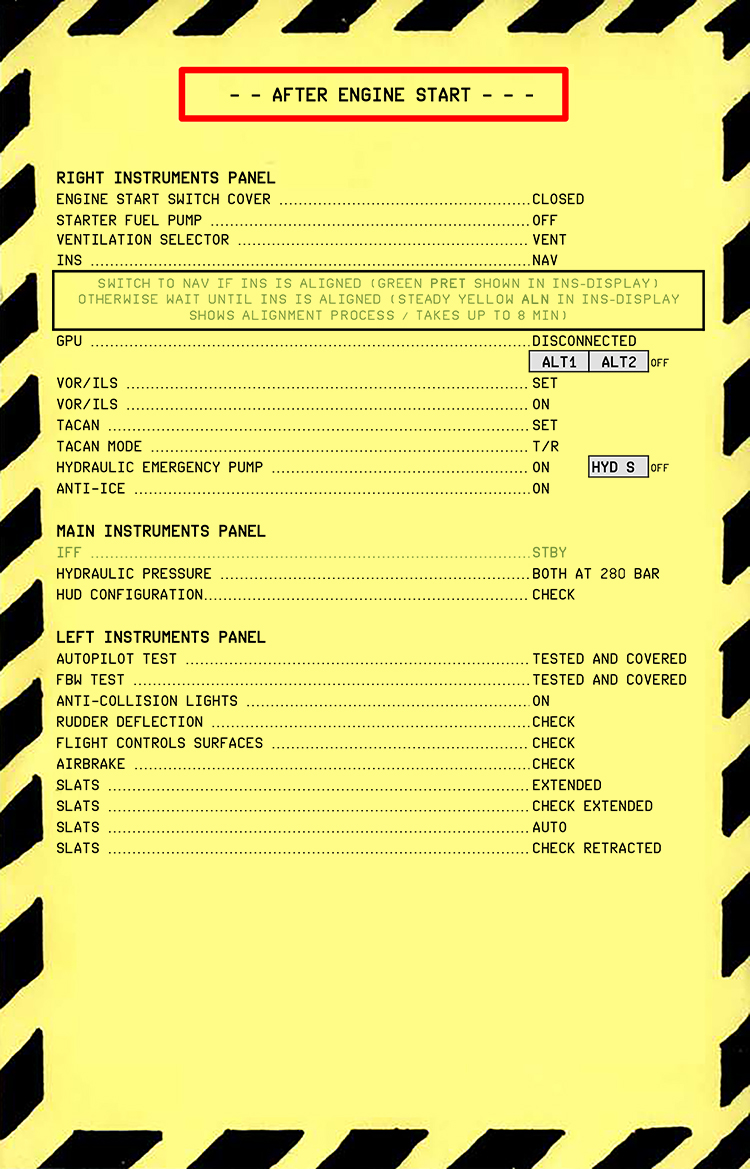 - - AFTER ENGINE START - - -
RIGHT INSTRUMENTS PANEL
ENGINE START SWITCH COVER ............................ CLOSED
STARTER FUEL PUMP ............................ OFF
VENTILATION SELECTOR ............................ VENT
INS ............................ NAV
SWITCH TO NAV IF INS IS ALIGNED (GREEN PRET SHOWN IN INS-DISPLAY)
OTHERWISE WAIT UNTIL INS IS ALIGNED (STEADY YELLOW ALN IN INS-DISPLAY
SHOWS ALIGNMENT PROCESS / TAKES UP TO 8 MIN)
GPU ............................ DISCONNECTED
ALT1 ALT2 OFF
VOR/ILS ............................ SET
VOR/ILS ............................ ON
TACAN ............................ SET
TACAN MODE ............................ T/R
HYDRAULIC EMERGENCY PUMP ............................ ON HYD S OFF
ANTI-ICE ............................ ON
MAIN INSTRUMENTS PANEL
IFF ............................ STBY
HYDRAULIC PRESSURE ............................ BOTH AT 280 BAR
HUD CONFIGURATION............................ CHECK
LEFT INSTRUMENTS PANEL
AUTOPILOT TEST ............................ TESTED AND COVERED
FBW TEST ............................ TESTED AND COVERED
ANTI-COLLISION LIGHTS ............................ ON
RUDDER DEFLECTION ............................ CHECK
FLIGHT CONTROLS SURFACES ............................ CHECK
AIRBRAKE ............................ CHECK
SLATS ............................ EXTENDED
SLATS ............................ CHECK EXTENDED
SLATS ............................ AUTO
SLATS ............................ CHECK RETRACTED